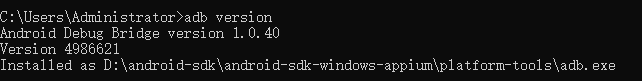 C:\Users\Administrator>adb version
Android Debug Bridge version 1.0.40
Version 4986621
Installed as D:\android-sdk\android-sdk-windows-appium\platform-tools\adb.exe